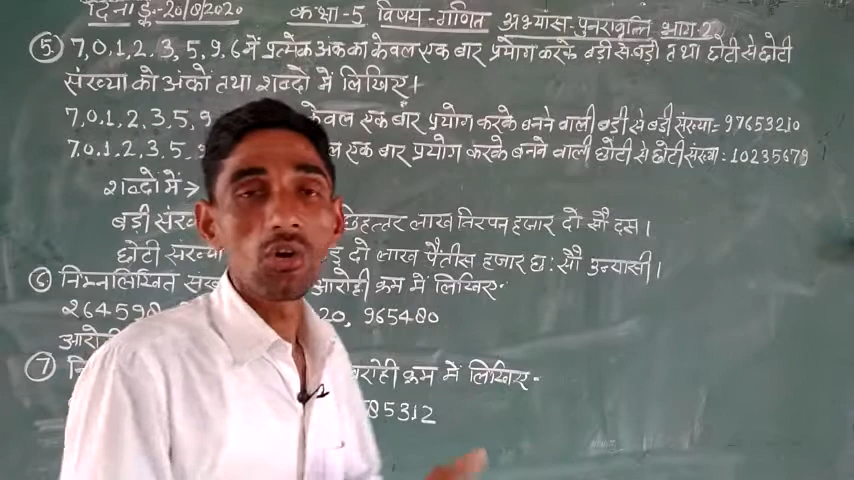 दिनाङ्क:-20/8/2020 कक्षा-5 विषय-गणित अभ्यास-पुनरावृत्ति भाग-2
⑤ 7,0,1,2,3,5,9,6 में प्रत्येक अंक का केवल एक बार प्रयोग करके बड़ी से बड़ी तथा छोटी से छोटी
संख्या को अंकों तथा शब्दों में लिखिए।
7,0,1,2,3,5,9 केवल एक बार प्रयोग करके बनने वाली बड़ी से बड़ी संख्या:- 97653210
7,0,1,2,3,5, एक बार प्रयोग करके बनने वाली छोटी से छोटी संख्या:10235679
शब्दों में →
बड़ी छिहत्तर लाख तिरपन हजार दो सौ दस।
छोटी संख्या दो लाख पैंतीस हजार छ: सौ उन्यासी।
⑥ निम्नलिखित आरोही क्रम में लिखिए-
264598 20, 965480
⑦ क्रम में लिखिए-
85312